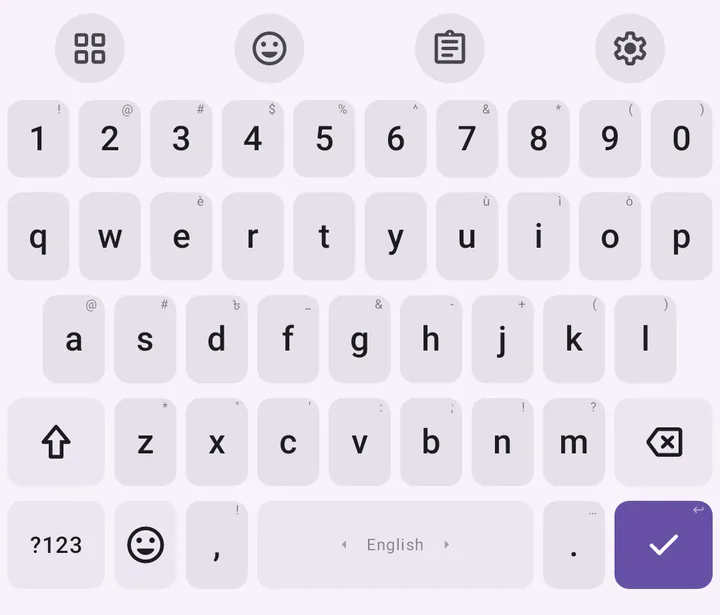 ! @ # $ % ^ & * ( )
1 2 3 4 5 6 7 8 9 0
è ù ì ò
q w e r t y u i o p
@ # ъ _ & - + ( )
a s d f g h j k l
* " ' : ; ! ?
z x c v b n m
! …
?123 , English .